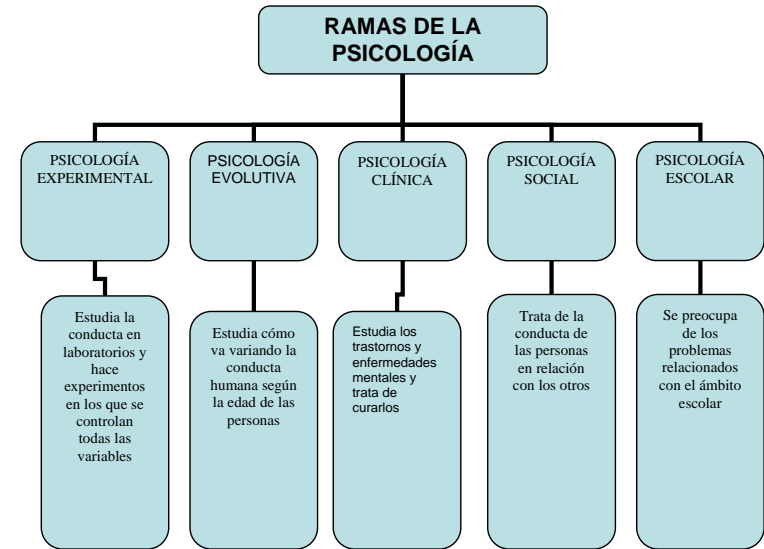 RAMAS DE LA
PSICOLOGÍA
PSICOLOGÍA
EXPERIMENTAL
PSICOLOGÍA
EVOLUTIVA
PSICOLOGÍA
CLÍNICA
PSICOLOGÍA
SOCIAL
PSICOLOGÍA
ESCOLAR
Estudia la
conducta en
laboratorios y
hace
experimentos
en los que se
controlan
todas las
variables
Estudia cómo
va variando la
conducta
humana según
la edad de las
personas
Estudia los
trastornos y
enfermedades
mentales y
trata de
curarlos
Trata de la
conducta de
las personas
en relación
con los otros
Se preocupa
de los
problemas
relacionados
con el ámbito
escolar